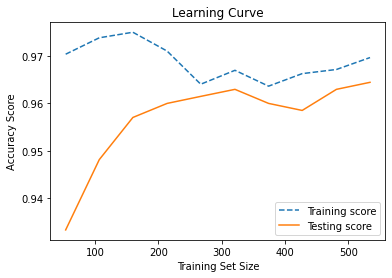 Learning Curve
0.97
0.96
0.95
0.94
Accuracy Score
Training score
Testing score
100 200 300 400 500
Training Set Size